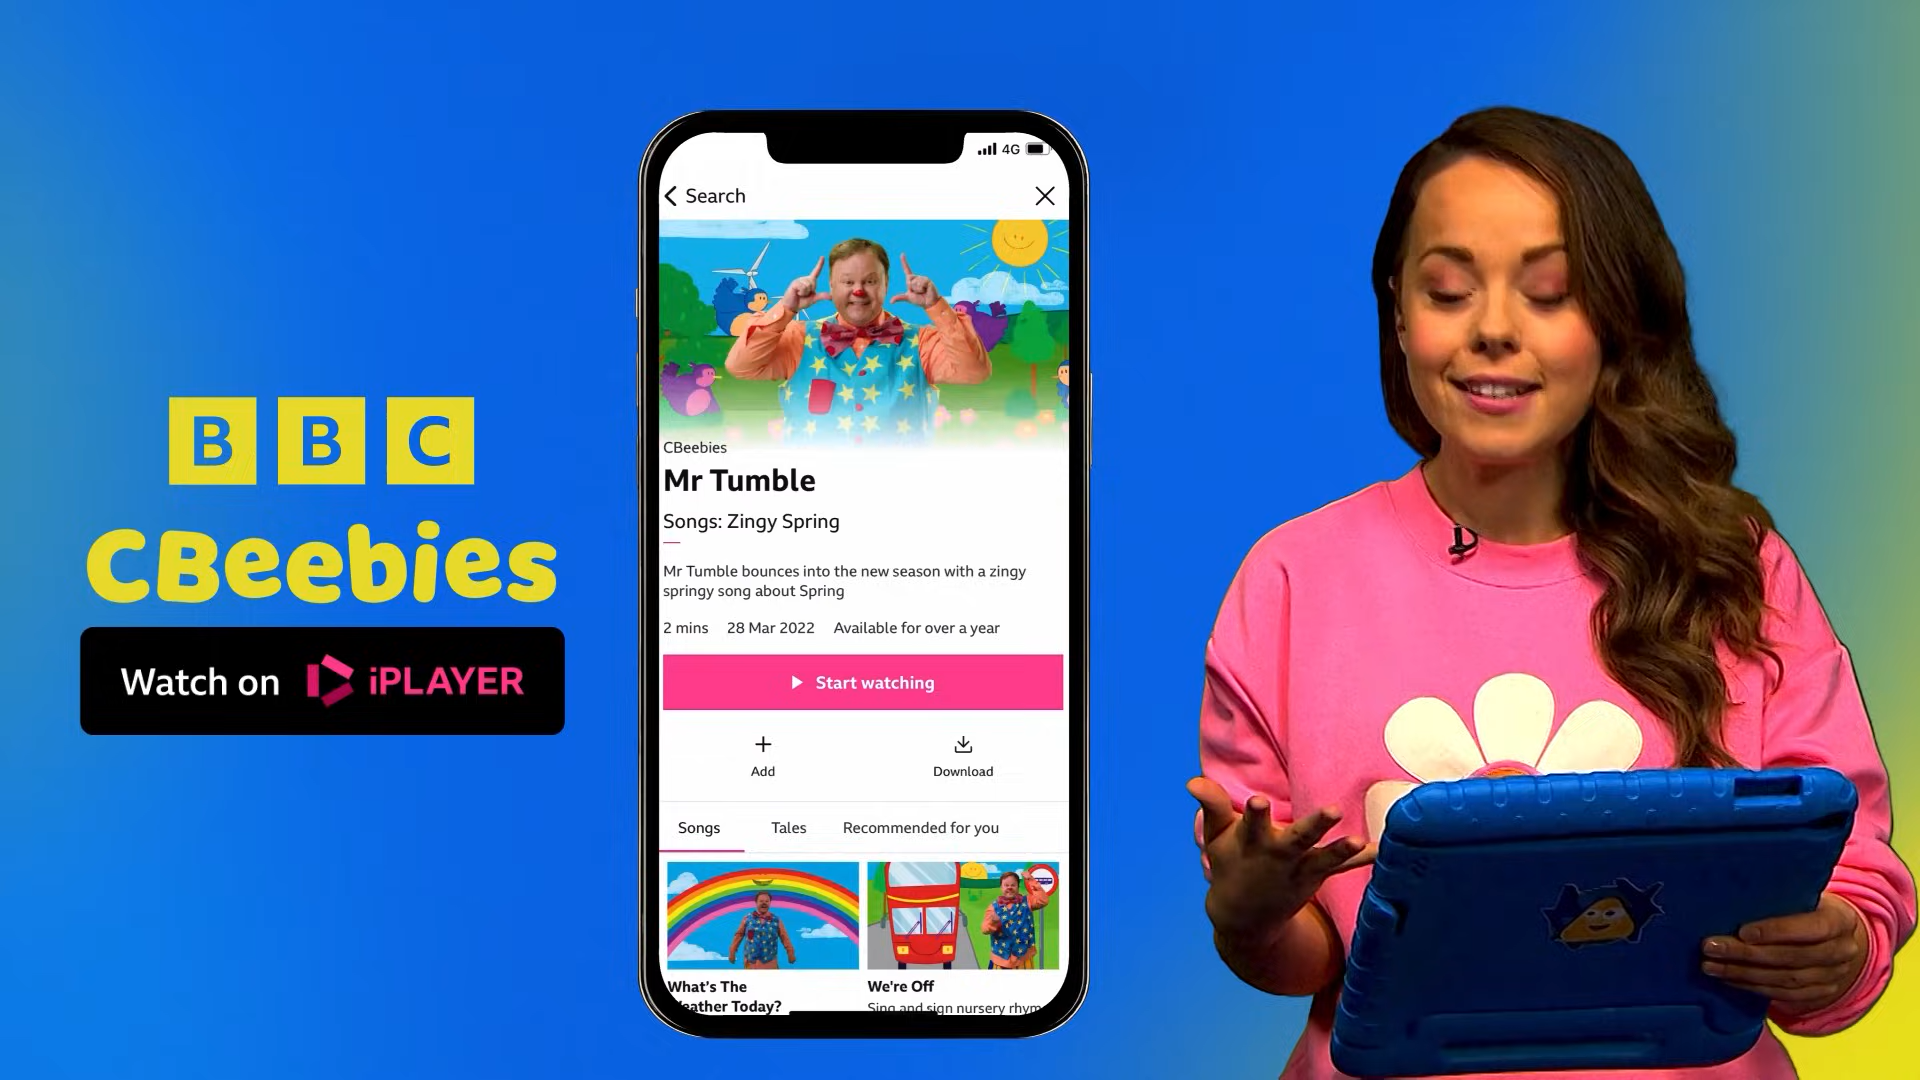 BBC
CBeebies
Watch on iPLAYER
4G
Search
CBeebies
Mr Tumble
Songs: Zingy Spring
Mr Tumble bounces into the new season with a zingy
springy song about Spring
2 mins 28 Mar 2022 Available for over a year
Start watching
Add Download
Songs Tales Recommended for you
What's The We're Off
Weather Today? Sing and sign nursery rhym